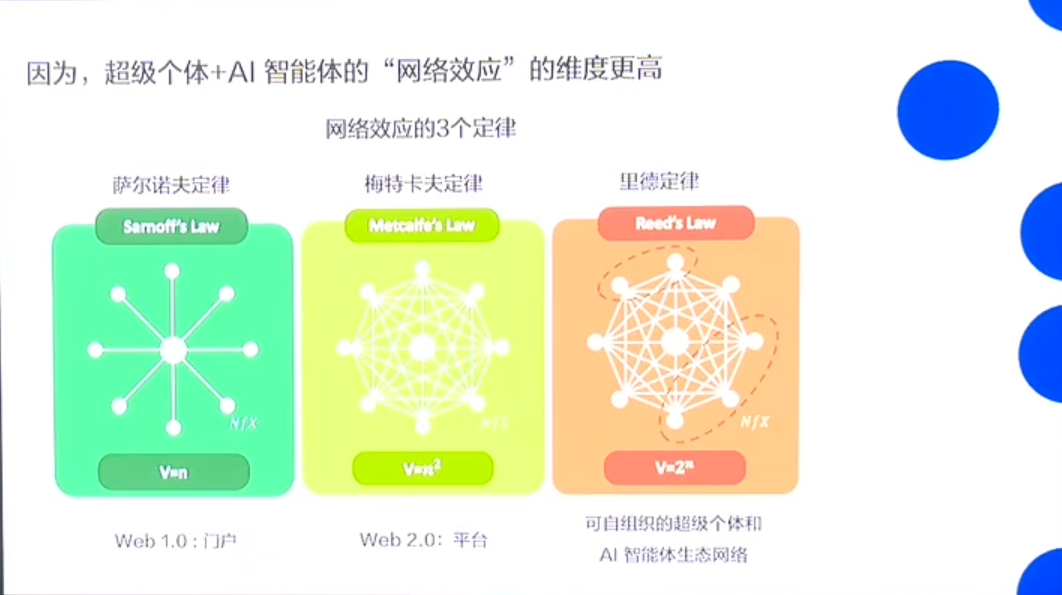 因为，超级个体+AI 智能体的“网络效应”的维度更高
网络效应的3个定律
萨尔诺夫定律
梅特卡夫定律
里德定律
Sarnoff's Law
Metcalfe's Law
Reed's Law
NfX
NfX
NfX
V=n
V=n²
V=2ⁿ
Web 1.0 : 门户
Web 2.0：平台
可自组织的超级个体和
AI 智能体生态网络